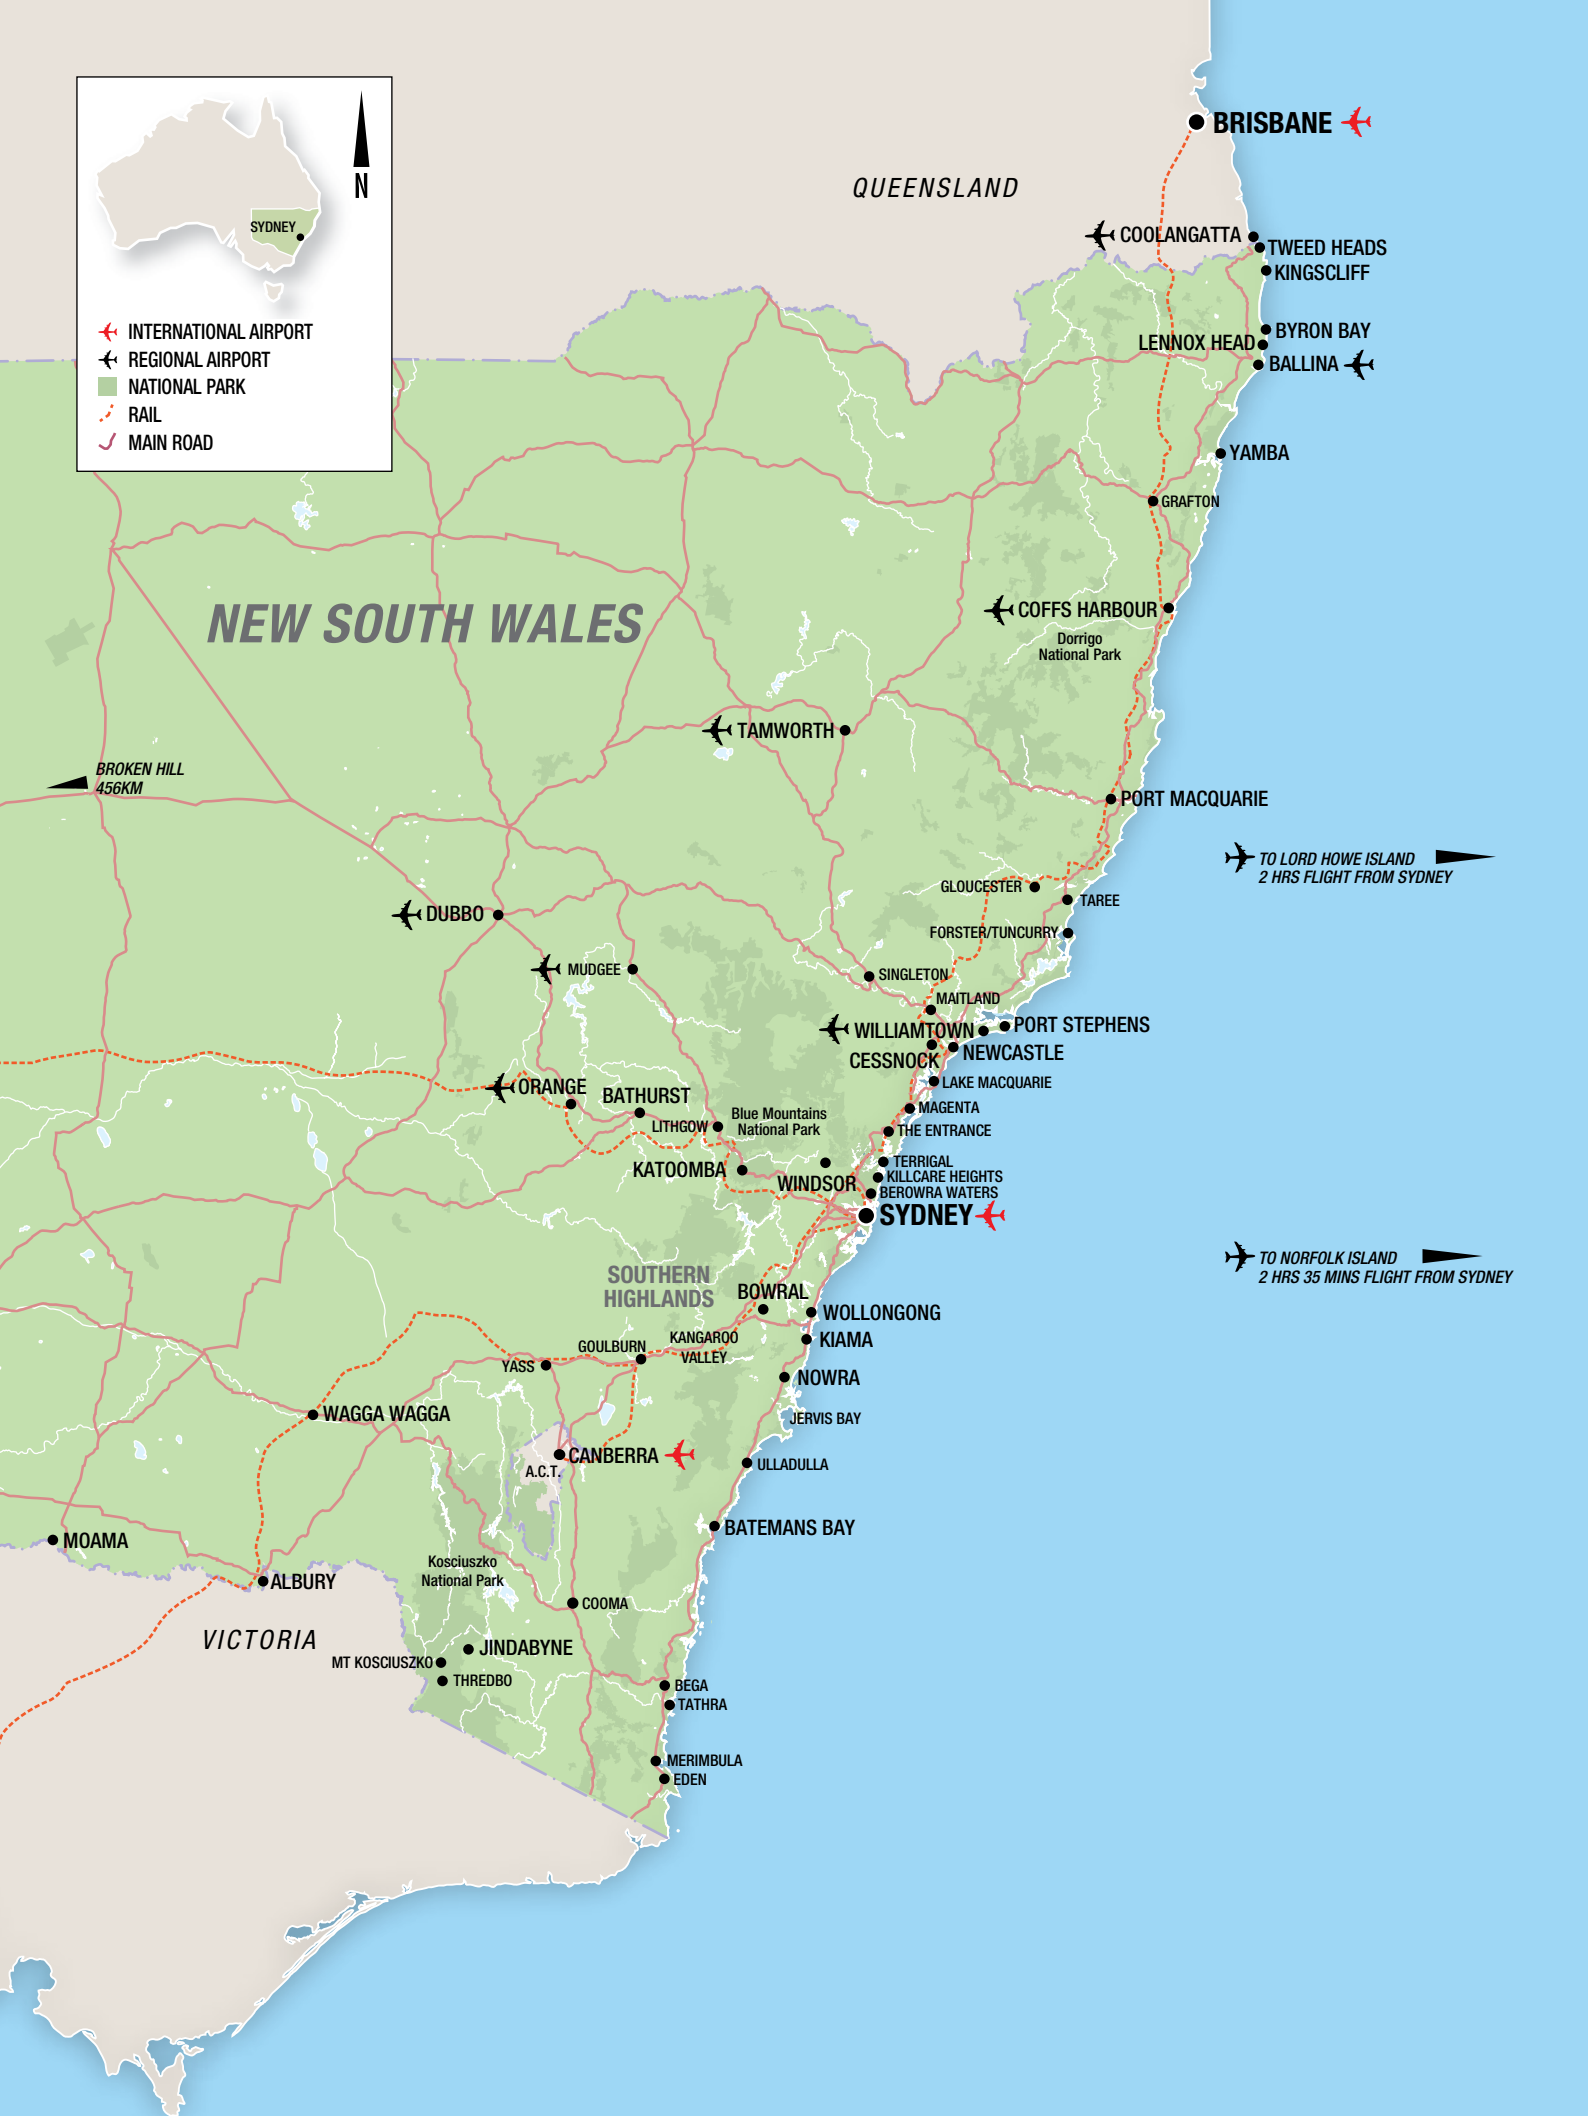 BRISBANE
QUEENSLAND
N
SYDNEY
COOLANGATTA
TWEED HEADS
KINGSCLIFF
INTERNATIONAL AIRPORT
REGIONAL AIRPORT
NATIONAL PARK
RAIL
MAIN ROAD
BYRON BAY
LENNOX HEAD
BALLINA
YAMBA
GRAFTON
NEW SOUTH WALES
COFFS HARBOUR
Dorrigo
National Park
TAMWORTH
BROKEN HILL
456KM
PORT MACQUARIE
TO LORD HOWE ISLAND
2 HRS FLIGHT FROM SYDNEY
GLOUCESTER
TAREE
DUBBO
FORSTER/TUNCURRY
MUDGEE
SINGLETON
MAITLAND
WILLIAMTOWN
PORT STEPHENS
CESSNOCK
NEWCASTLE
LAKE MACQUARIE
ORANGE
BATHURST
MAGENTA
Blue Mountains
National Park
LITHGOW
THE ENTRANCE
TERRIGAL
KATOOMBA
KILLCARE HEIGHTS
WINDSOR
BEROWRA WATERS
SYDNEY
TO NORFOLK ISLAND
2 HRS 35 MINS FLIGHT FROM SYDNEY
SOUTHERN
HIGHLANDS
BOWRAL
WOLLONGONG
KANGAROO
VALLEY
KIAMA
GOULBURN
YASS
NOWRA
WAGGA WAGGA
JERVIS BAY
CANBERRA
A.C.T.
ULLADULLA
BATEMANS BAY
MOAMA
Kosciuszko
National Park
ALBURY
COOMA
VICTORIA
JINDABYNE
MT KOSCIUSZKO
THREDBO
BEGA
TATHRA
MERIMBULA
EDEN